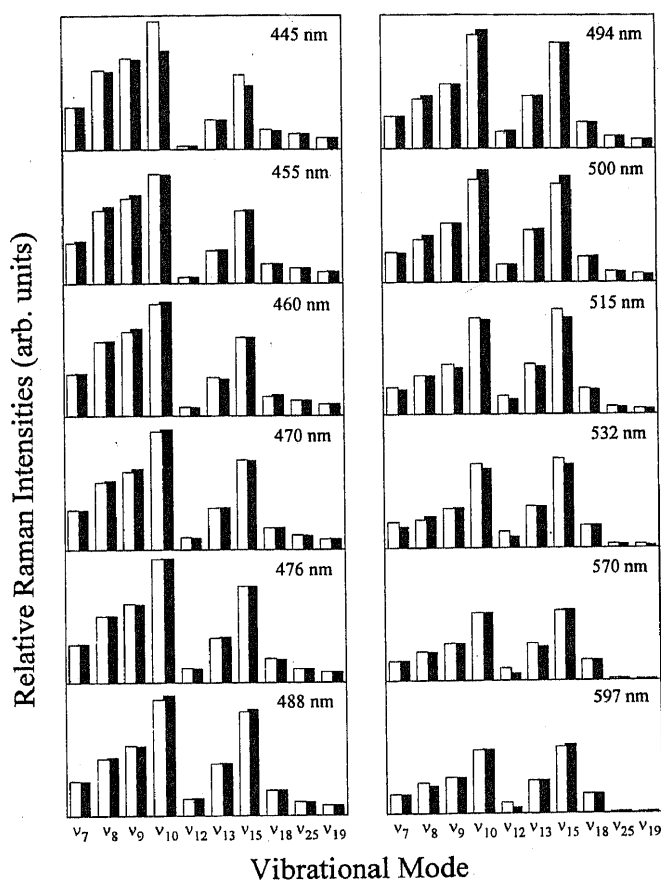 Relative Raman Intensities (arb. units)
445 nm
455 nm
460 nm
470 nm
476 nm
488 nm
ν7 ν8 ν9 ν10 ν12 ν13 ν15 ν18 ν25 ν19
494 nm
500 nm
515 nm
532 nm
570 nm
597 nm
ν7 ν8 ν9 ν10 ν12 ν13 ν15 ν18 ν25 ν19
Vibrational Mode